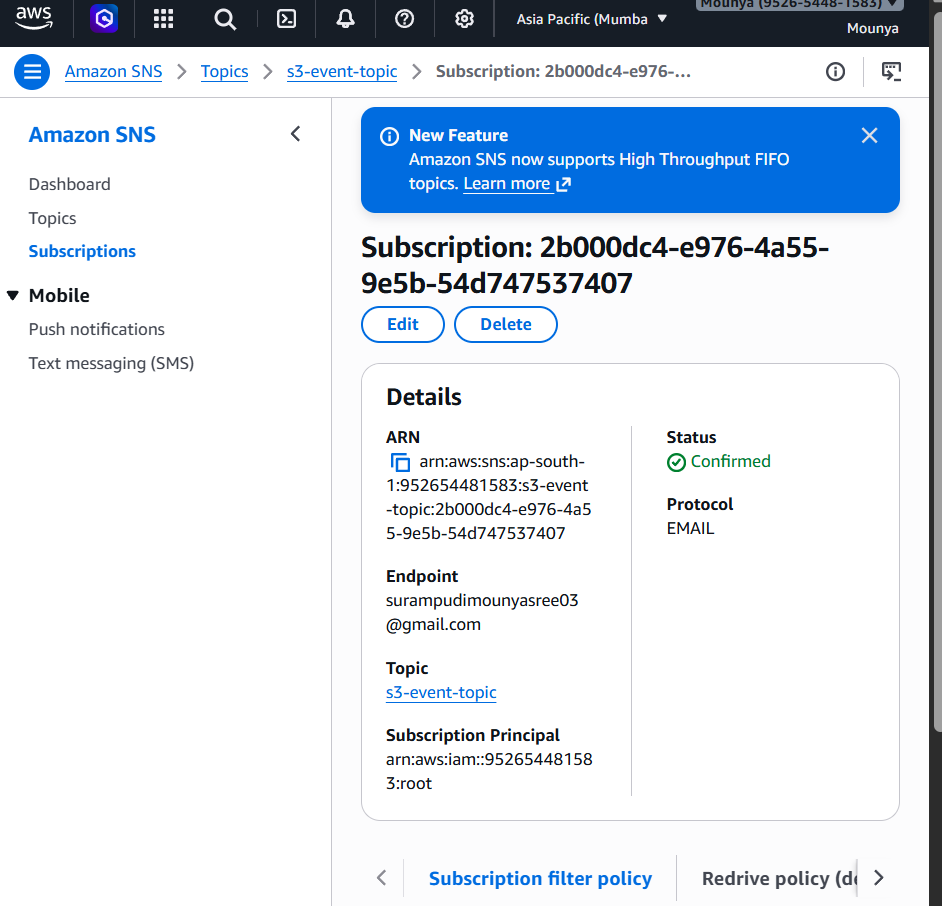 aws
Asia Pacific (Mumba
Mounya (9526-5448-1583)
Mounya
Amazon SNS
Topics
s3-event-topic
Subscription: 2b000dc4-e976-...
Amazon SNS
Dashboard
Topics
Subscriptions
Mobile
Push notifications
Text messaging (SMS)
New Feature
Amazon SNS now supports High Throughput FIFO
topics. Learn more
Subscription: 2b000dc4-e976-4a55-
9e5b-54d747537407
Edit
Delete
Details
ARN
arn:aws:sns:ap-south-
1:952654481583:s3-event
-topic:2b000dc4-e976-4a5
5-9e5b-54d747537407
Endpoint
surampudimounyasree03
@gmail.com
Topic
s3-event-topic
Subscription Principal
arn:aws:iam::95265448158
3:root
Status
Confirmed
Protocol
EMAIL
Subscription filter policy
Redrive policy (de